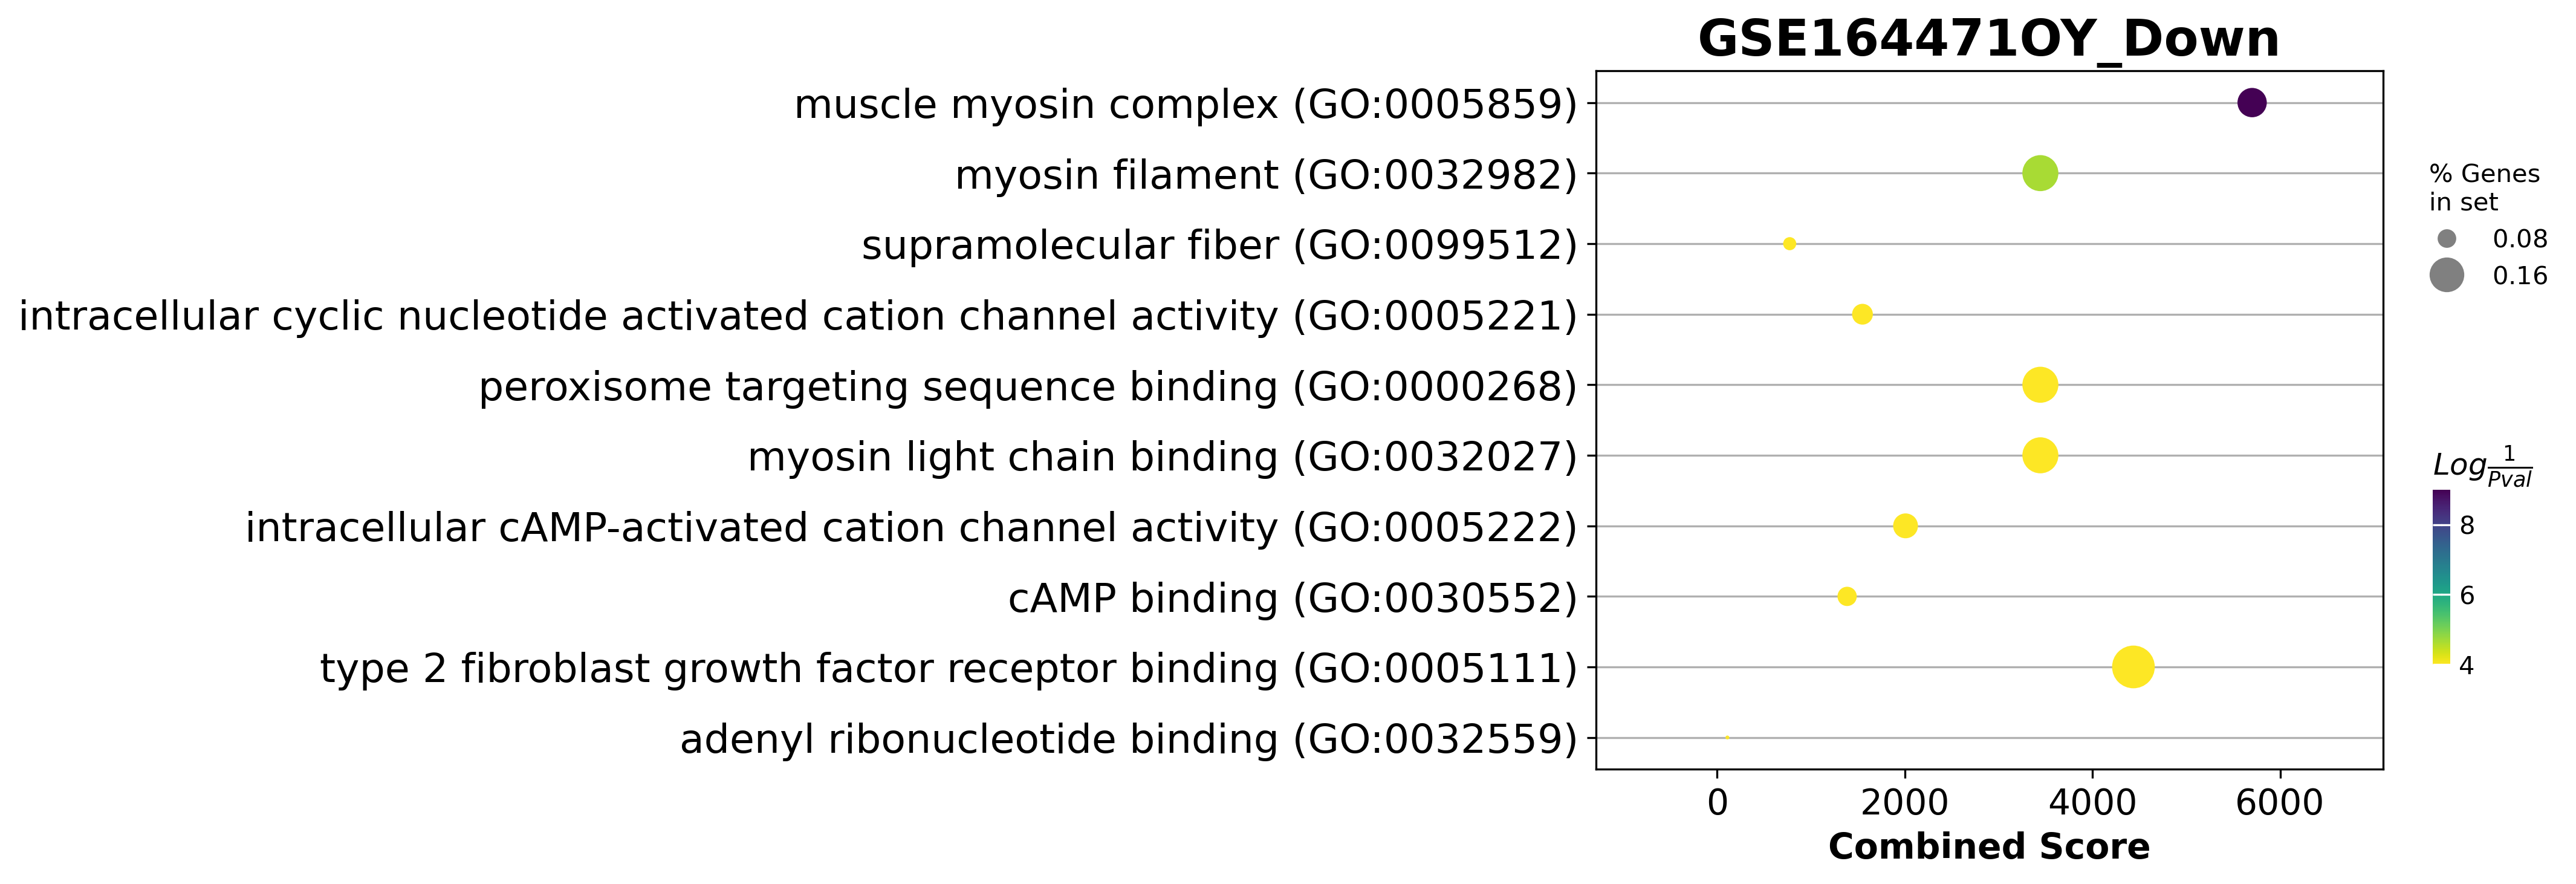 GSE164471OY_Down
muscle myosin complex (GO:0005859)
myosin filament (GO:0032982)
supramolecular fiber (GO:0099512)
intracellular cyclic nucleotide activated cation channel activity (GO:0005221)
peroxisome targeting sequence binding (GO:0000268)
myosin light chain binding (GO:0032027)
intracellular cAMP-activated cation channel activity (GO:0005222)
cAMP binding (GO:0030552)
type 2 fibroblast growth factor receptor binding (GO:0005111)
adenyl ribonucleotide binding (GO:0032559)
0 2000 4000 6000
Combined Score
% Genes
in set
0.08
0.16
Log 1/Pval
8
6
4